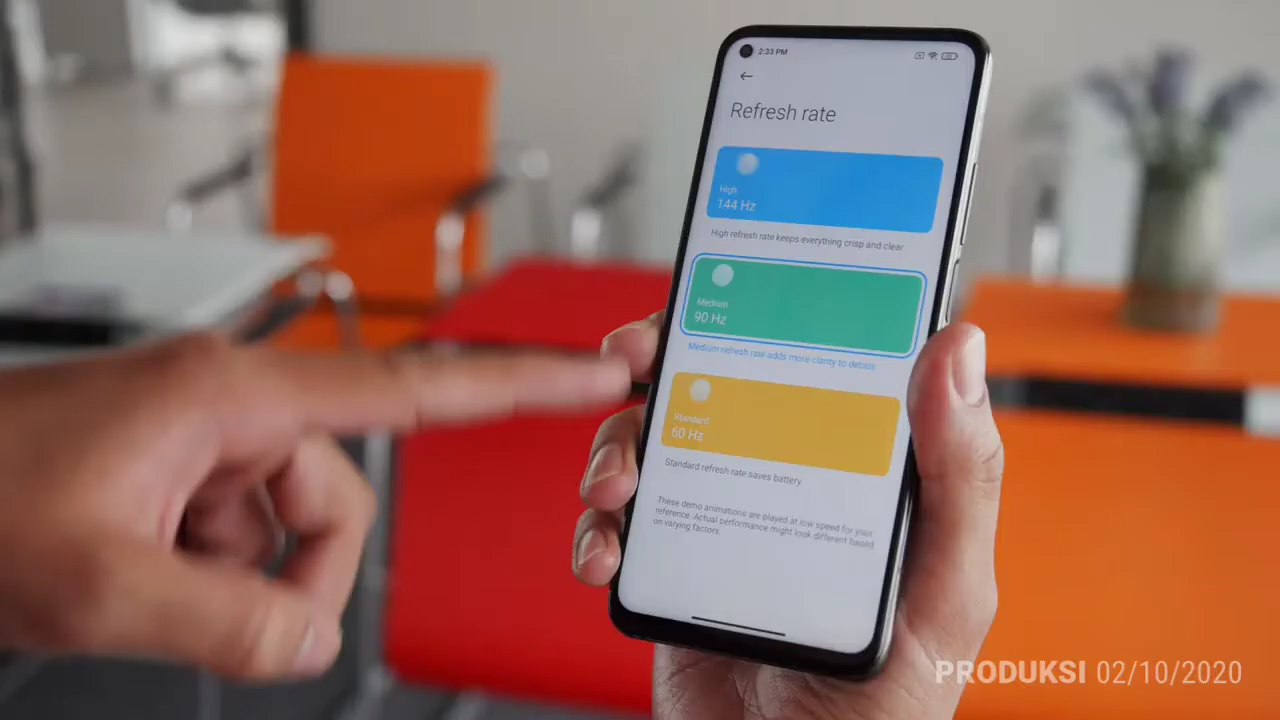 2:33 PM
Refresh rate
High
144 Hz
High refresh rate keeps everything crisp and clear
Medium
90 Hz
Medium refresh rate adds more clarity to details
Standard
60 Hz
Standard refresh rate saves battery
These demo animations are played at low speed for your
reference. Actual performance might look different based
on varying factors.
PRODUKSI 02/10/2020